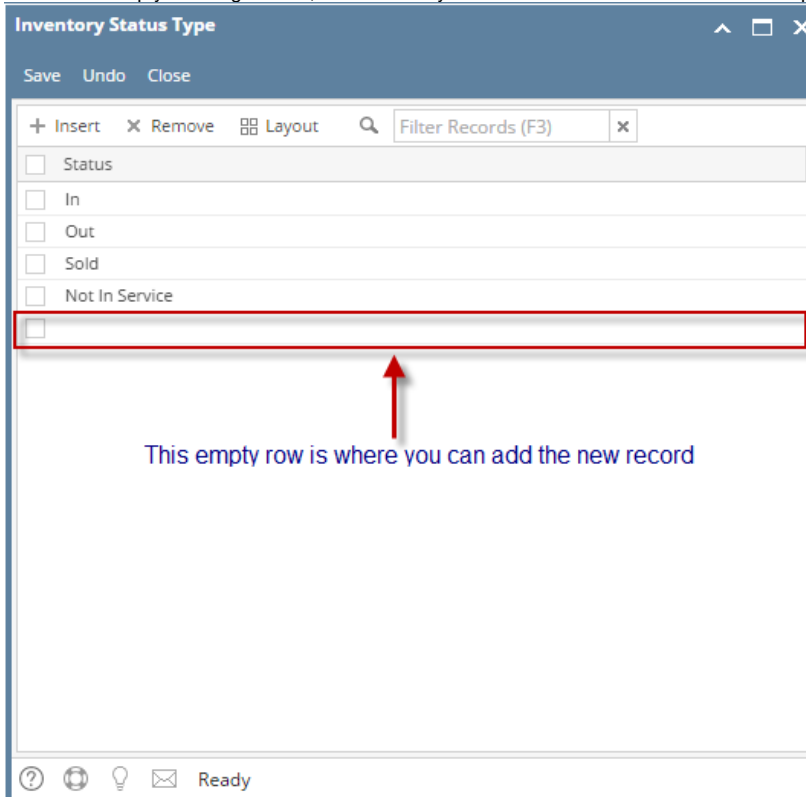 Inventory Status Type
Save Undo Close
Insert Remove Layout Filter Records (F3)
Status
In
Out
Sold
Not In Service
This empty row is where you can add the new record
Ready